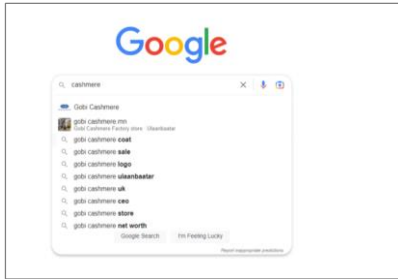 Google
cashmere
Gobi Cashmere
gobi cashmere mn
Gobi Cashmere Factory store · Ulaanbaatar
gobi cashmere coat
gobi cashmere sale
gobi cashmere logo
gobi cashmere ulaanbaatar
gobi cashmere uk
gobi cashmere ceo
gobi cashmere store
gobi cashmere net worth
Google Search I'm Feeling Lucky
Report inappropriate predictions